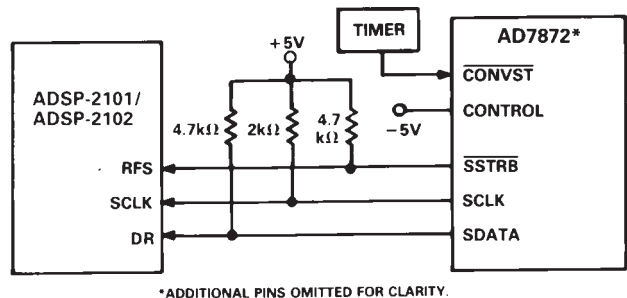 TIMER
AD7872*
+5V
CONVST
ADSP-2101/
ADSP-2102
CONTROL
4.7kΩ
2kΩ
4.7
kΩ
−5V
RFS
SSTRB
SCLK
SCLK
DR
SDATA
*ADDITIONAL PINS OMITTED FOR CLARITY.